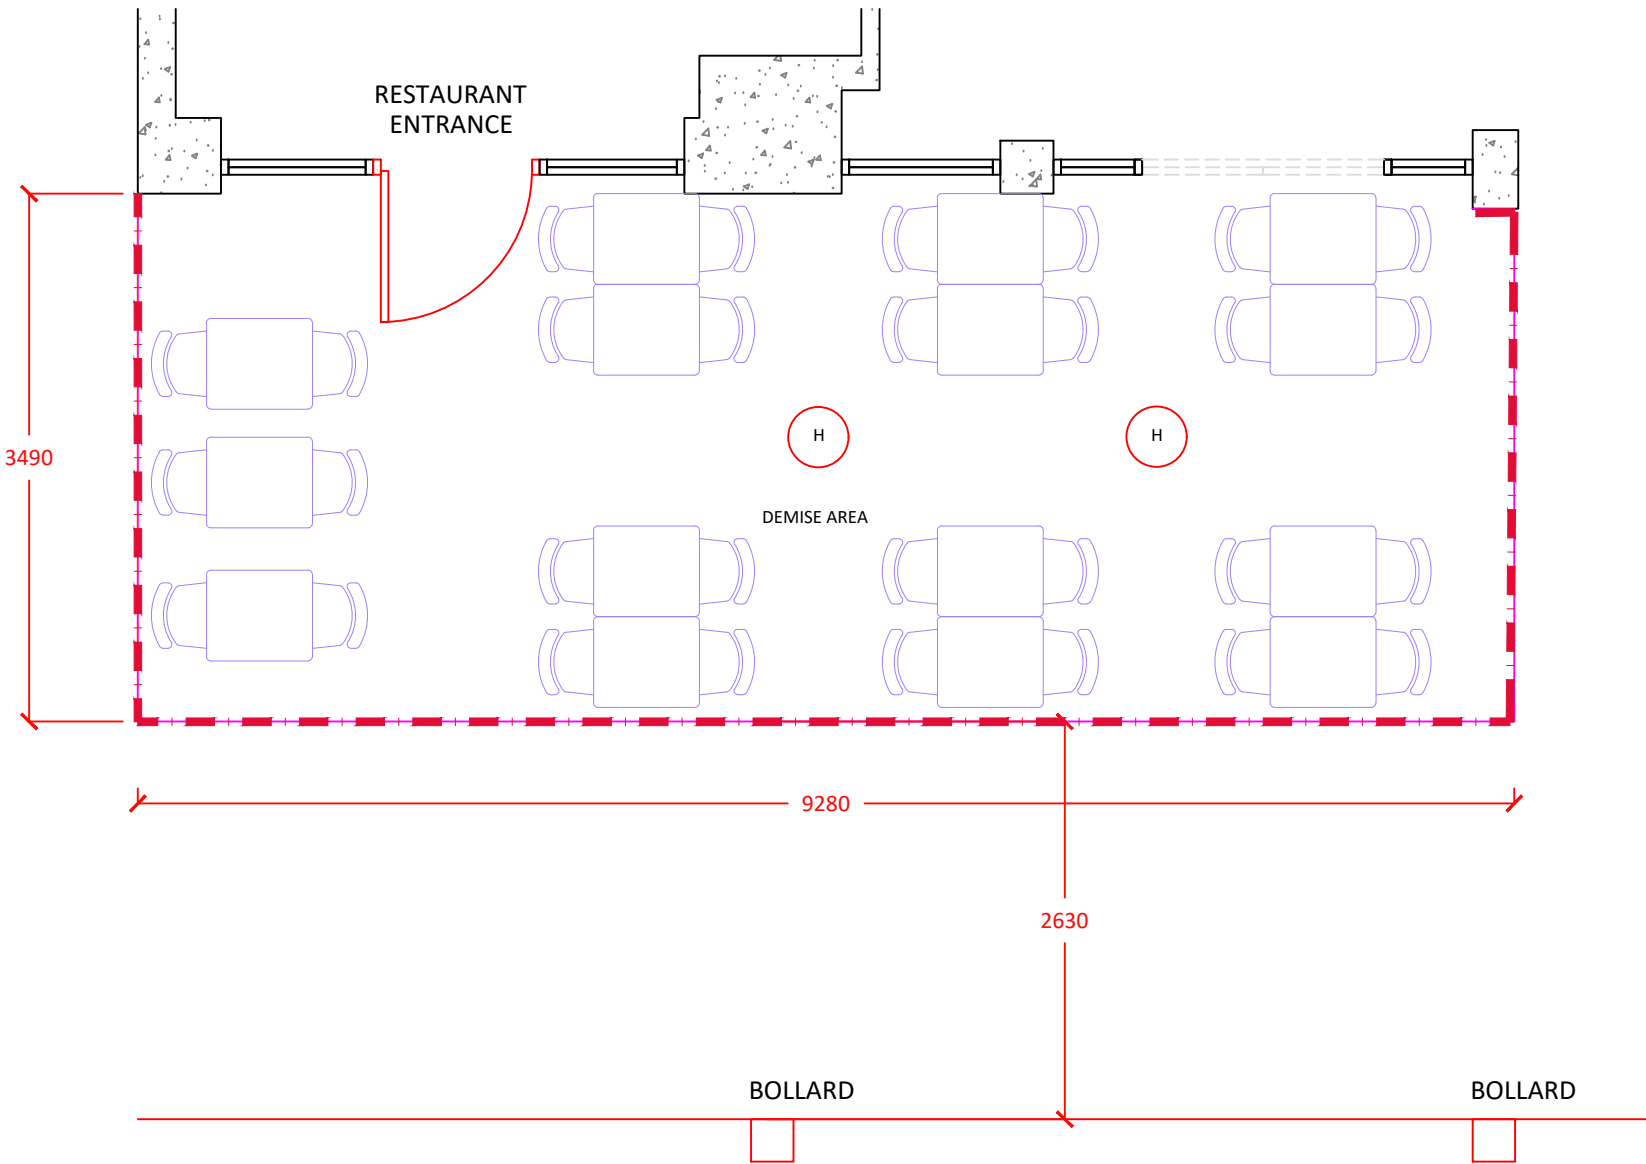 RESTAURANT
ENTRANCE
3490
H
H
DEMISE AREA
9280
2630
BOLLARD
BOLLARD